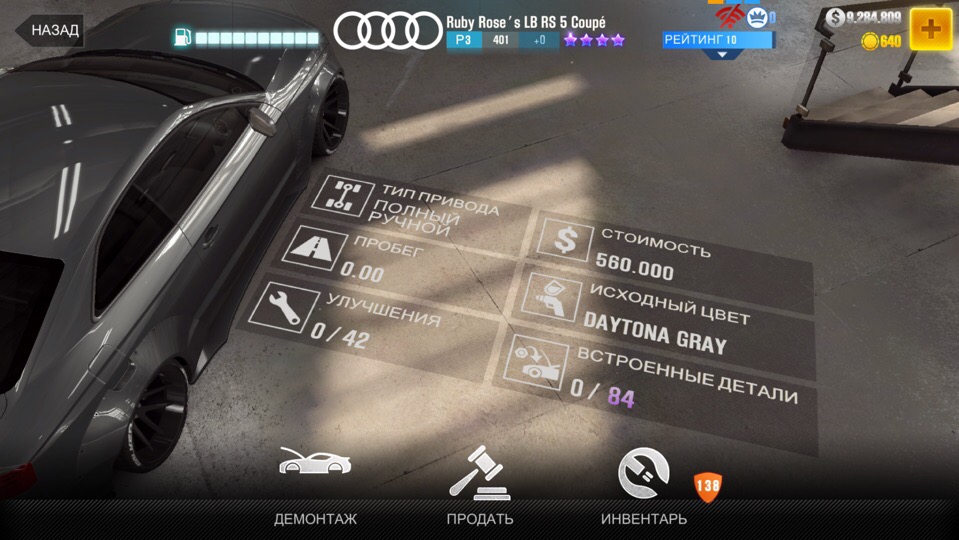 НАЗАД
Ruby Rose's LB RS 5 Coupé
P3 401 +0
РЕЙТИНГ 10
0
9,284,809
640
ТИП ПРИВОДА
ПОЛНЫЙ
РУЧНОЙ
ПРОБЕГ
0.00
УЛУЧШЕНИЯ
0 / 42
СТОИМОСТЬ
560.000
ИСХОДНЫЙ ЦВЕТ
DAYTONA GRAY
ВСТРОЕННЫЕ ДЕТАЛИ
0 / 84
ДЕМОНТАЖ
ПРОДАТЬ
ИНВЕНТАРЬ
138